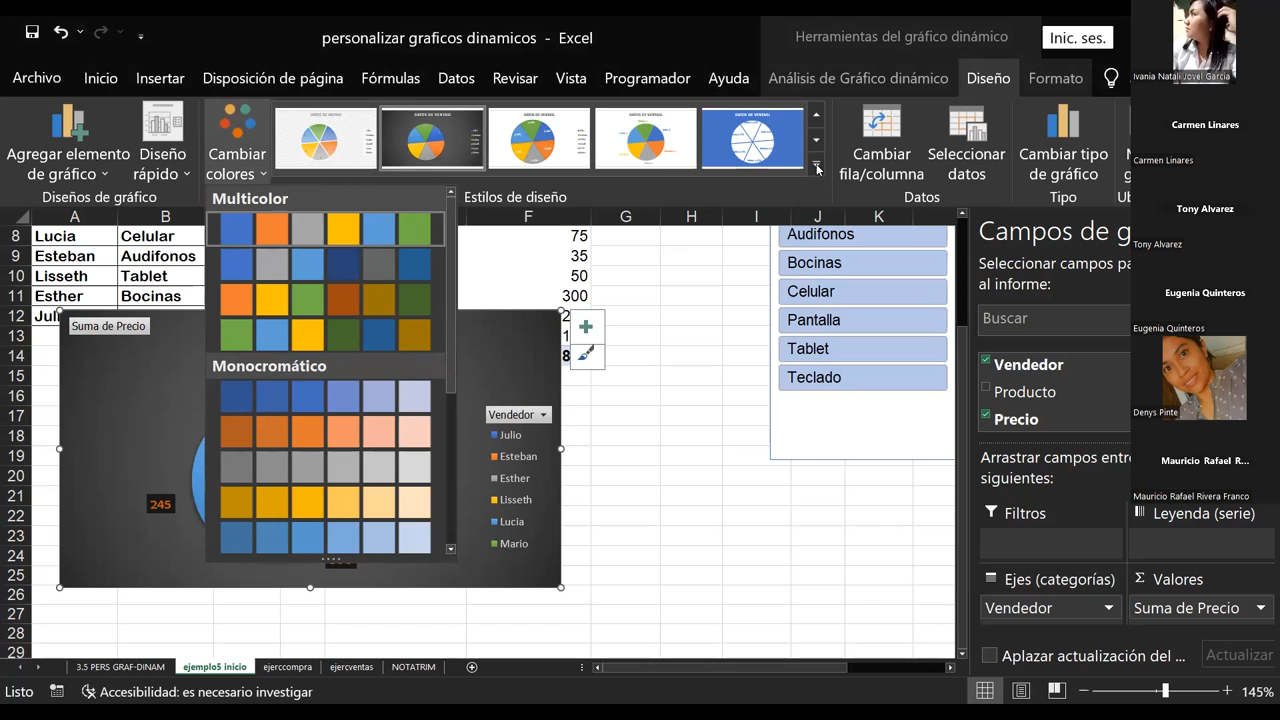 personalizar graficos dinamicos - Excel
Herramientas del gráfico dinámico
Inic. ses.
Archivo Inicio Insertar Disposición de página Fórmulas Datos Revisar Vista Programador Ayuda Análisis de Gráfico dinámico Diseño Formato
Agregar elemento de gráfico
Diseño rápido
Cambiar colores
Cambiar fila/columna
Seleccionar datos
Cambiar tipo de gráfico
Diseños de gráfico
Estilos de diseño
Datos
Tipo
Multicolor
Monocromático
A B F G H I J K
8 Lucia Celular 75
9 Esteban Audifonos 35
10 Lisseth Tablet 50
11 Esther Bocinas 300
12
13
14
15
16
17
18
19
20
21
22
23
24
25
26
27
28
29
Suma de Precio
245
Vendedor
Julio
Esteban
Esther
Lisseth
Lucia
Mario
Audifonos
Bocinas
Celular
Pantalla
Tablet
Teclado
Campos de g
Seleccionar campos pa
al informe:
Buscar
Vendedor
Producto
Precio
Arrastrar campos entre
siguientes:
Filtros
Leyenda (serie)
Ejes (categorías)
Valores
Vendedor
Suma de Precio
Aplazar actualización del ...
Actualizar
3.5 PERS GRAF-DINAM ejemplo5 inicio ejerccompra ejercventas NOTATRIM
Listo
Accesibilidad: es necesario investigar
145%
Ivania Natali Jovel Garcia
Carmen Linares
Carmen Linares
Tony Alvarez
Tony Alvarez
Eugenia Quinteros
Eugenia Quinteros
Denys Pinte
Mauricio Rafael R...
Mauricio Rafael Rivera Franco